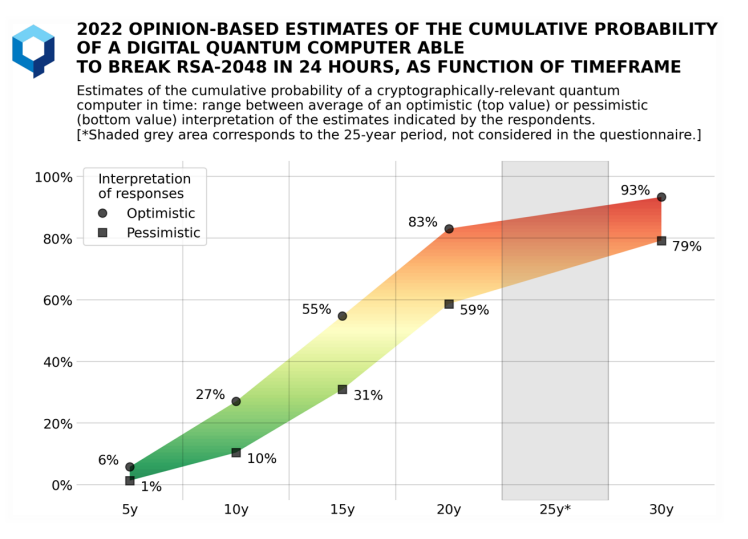 2022 OPINION-BASED ESTIMATES OF THE CUMULATIVE PROBABILITY
OF A DIGITAL QUANTUM COMPUTER ABLE
TO BREAK RSA-2048 IN 24 HOURS, AS FUNCTION OF TIMEFRAME
Estimates of the cumulative probability of a cryptographically-relevant quantum
computer in time: range between average of an optimistic (top value) or pessimistic
(bottom value) interpretation of the estimates indicated by the respondents.
[*Shaded grey area corresponds to the 25-year period, not considered in the questionnaire.]
Interpretation
of responses
Optimistic
Pessimistic
100%
80%
60%
40%
20%
0%
6%
1%
27%
10%
55%
31%
83%
59%
93%
79%
5y
10y
15y
20y
25y*
30y